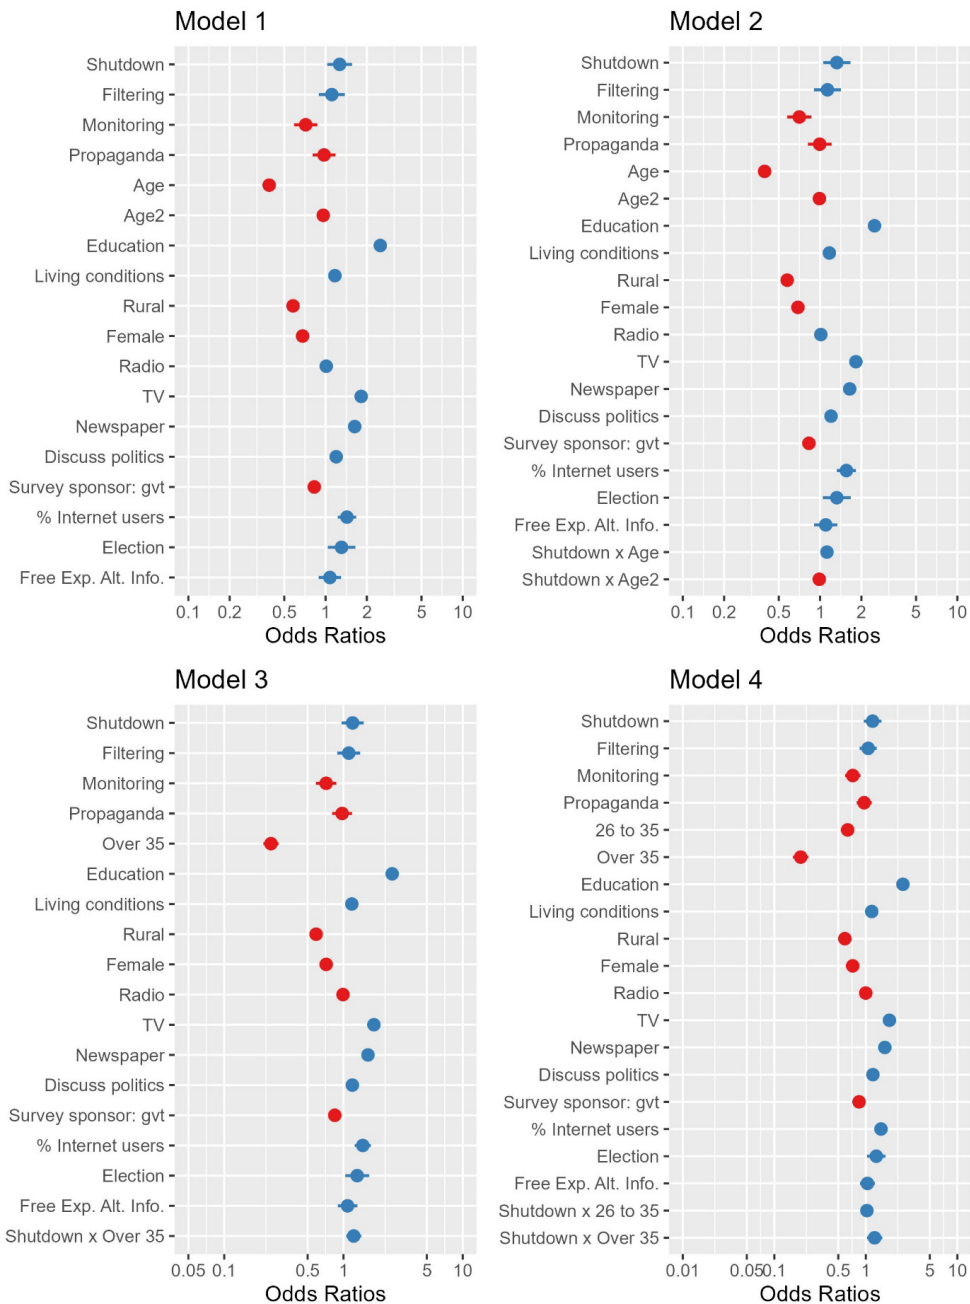 Model 1
Shutdown
Filtering
Monitoring
Propaganda
Age
Age2
Education
Living conditions
Rural
Female
Radio
TV
Newspaper
Discuss politics
Survey sponsor: gvt
% Internet users
Election
Free Exp. Alt. Info.
0.1 0.2 0.5 1 2 5 10
Odds Ratios
Model 2
Shutdown
Filtering
Monitoring
Propaganda
Age
Age2
Education
Living conditions
Rural
Female
Radio
TV
Newspaper
Discuss politics
Survey sponsor: gvt
% Internet users
Election
Free Exp. Alt. Info.
Shutdown x Age
Shutdown x Age2
0.1 0.2 0.5 1 2 5 10
Odds Ratios
Model 3
Shutdown
Filtering
Monitoring
Propaganda
Over 35
Education
Living conditions
Rural
Female
Radio
TV
Newspaper
Discuss politics
Survey sponsor: gvt
% Internet users
Election
Free Exp. Alt. Info.
Shutdown x Over 35
0.05 0.1 0.5 1 5 10
Odds Ratios
Model 4
Shutdown
Filtering
Monitoring
Propaganda
26 to 35
Over 35
Education
Living conditions
Rural
Female
Radio
TV
Newspaper
Discuss politics
Survey sponsor: gvt
% Internet users
Election
Free Exp. Alt. Info.
Shutdown x 26 to 35
Shutdown x Over 35
0.01 0.05 0.1 0.5 1 5 10
Odds Ratios